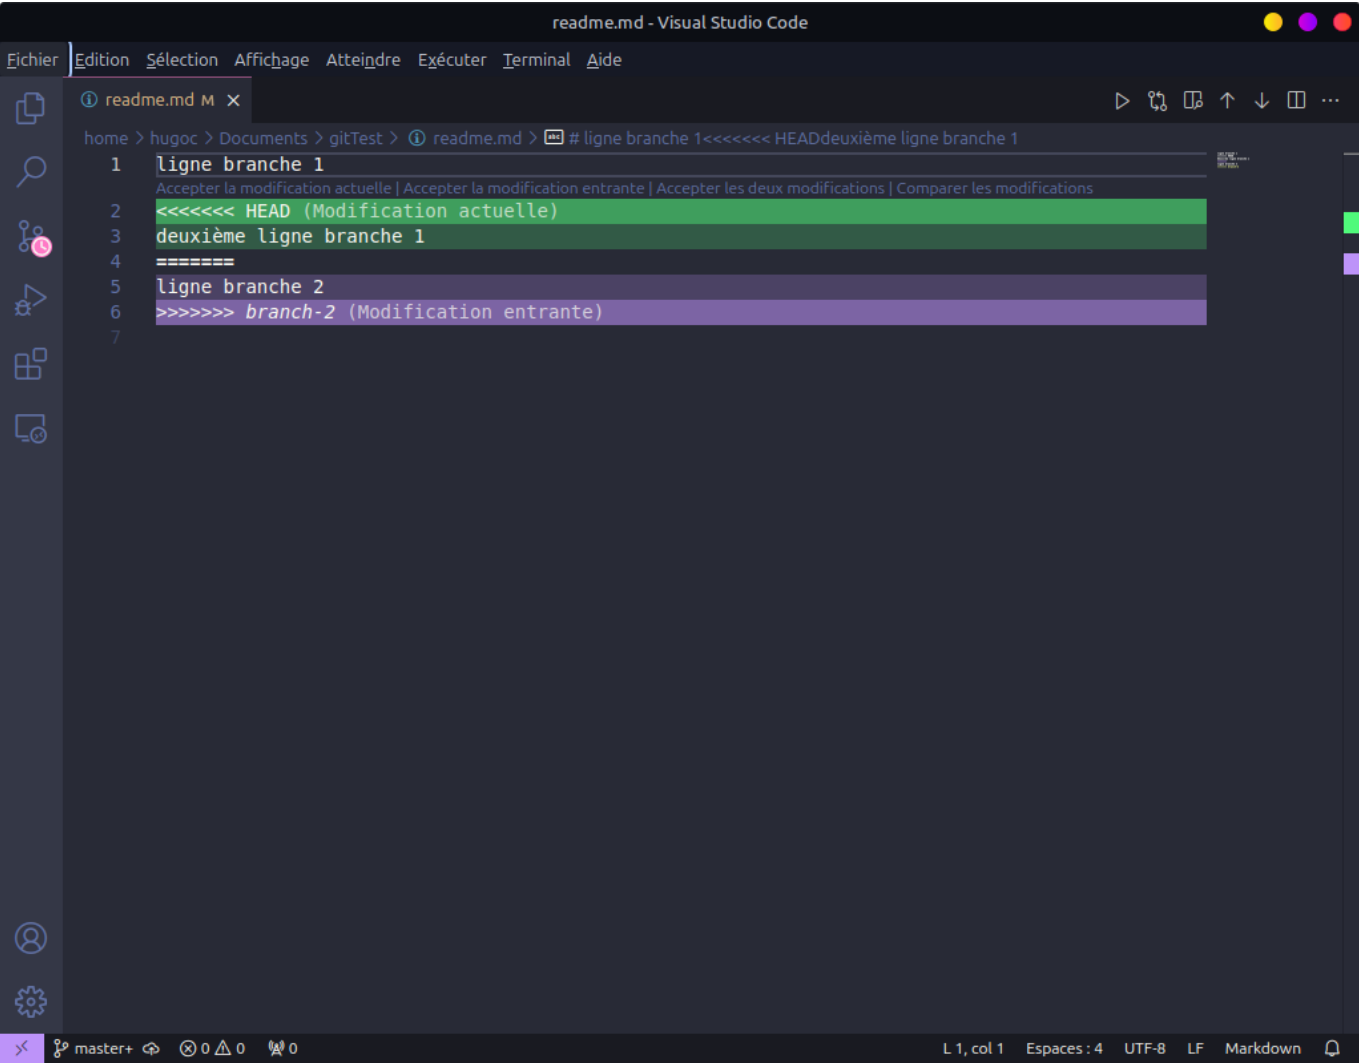 readme.md - Visual Studio Code
Fichier Edition Sélection Affichage Atteindre Exécuter Terminal Aide
readme.md M
home > hugoc > Documents > gitTest > readme.md > # ligne branche 1<<<<<<< HEADdeuxième ligne branche 1
1 ligne branche 1
Accepter la modification actuelle | Accepter la modification entrante | Accepter les deux modifications | Comparer les modifications
2 <<<<<<< HEAD (Modification actuelle)
3 deuxième ligne branche 1
4 =======
5 ligne branche 2
6 >>>>>>> branch-2 (Modification entrante)
7
master+ 0 0 0 L 1, col 1 Espaces : 4 UTF-8 LF Markdown